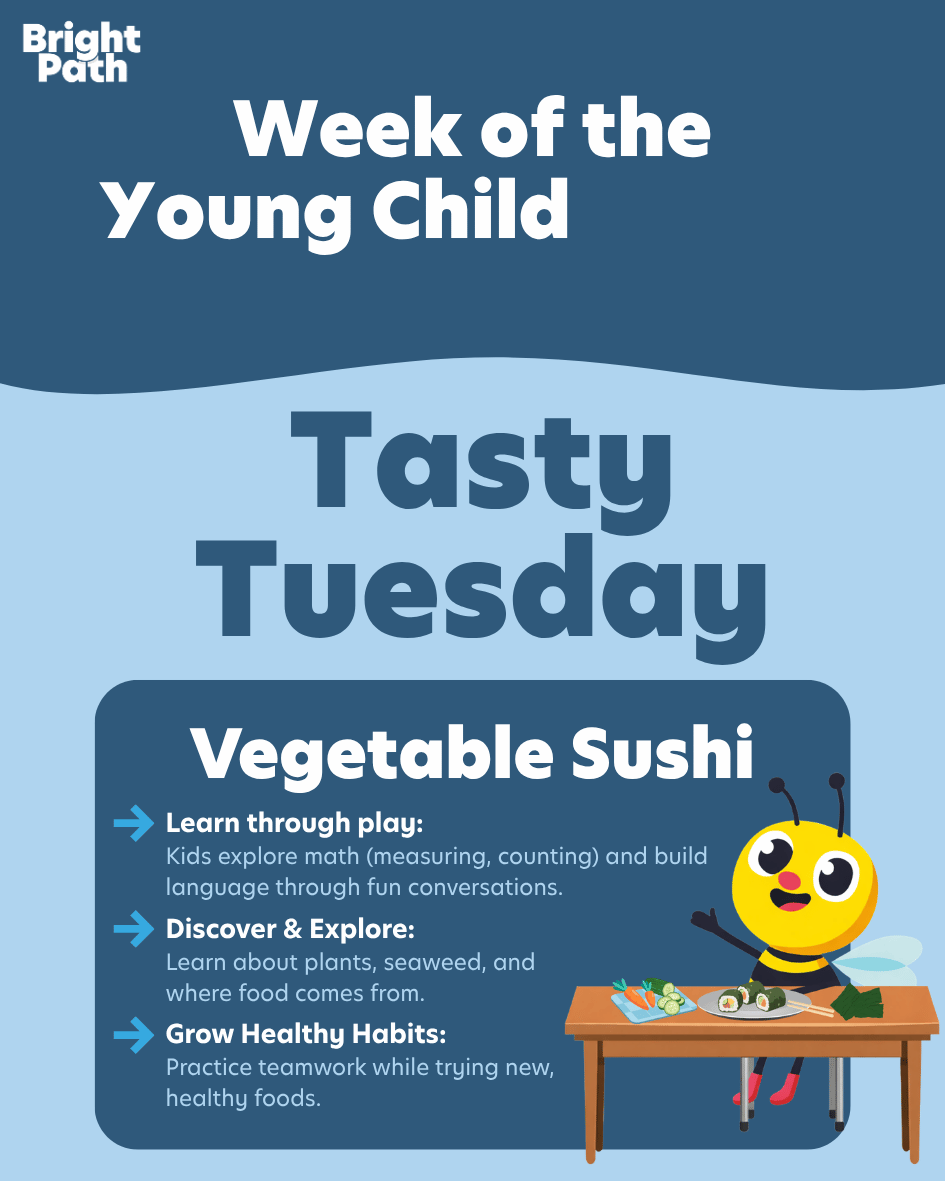 Bright
Path
Week of the
Young Child
Tasty
Tuesday
Vegetable Sushi
Learn through play:
Kids explore math (measuring, counting) and build
language through fun conversations.
Discover & Explore:
Learn about plants, seaweed, and
where food comes from.
Grow Healthy Habits:
Practice teamwork while trying new,
healthy foods.